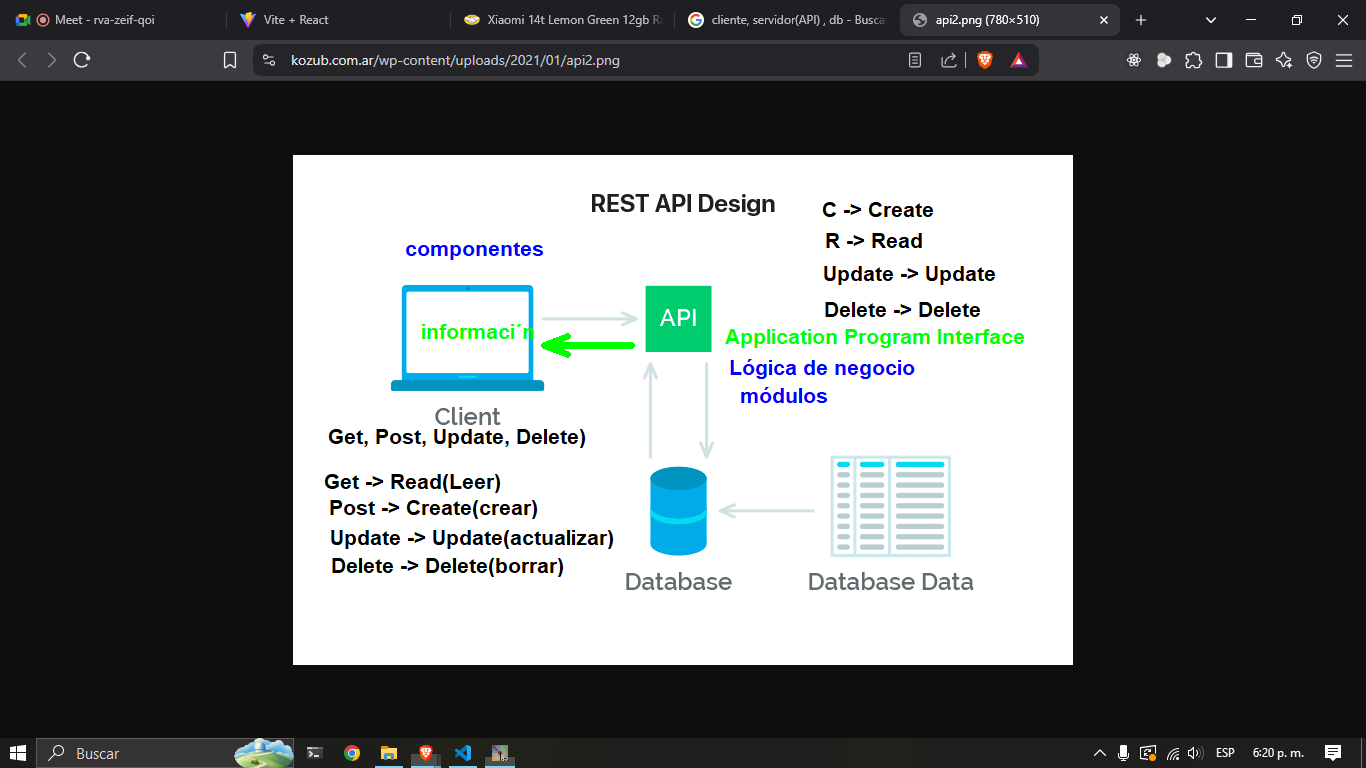 Meet - rva-zeif-qoi
Vite + React
Xiaomi 14t Lemon Green 12gb R
cliente, servidor(API) , db - Busca
api2.png (780×510)
kozub.com.ar/wp-content/uploads/2021/01/api2.png
REST API Design
C -> Create
R -> Read
Update -> Update
Delete -> Delete
componentes
informaci´n
API
Application Program Interface
Lógica de negocio
módulos
Client
Get, Post, Update, Delete)
Get -> Read(Leer)
Post -> Create(crear)
Update -> Update(actualizar)
Delete -> Delete(borrar)
Database
Database Data
Buscar
ESP
6:20 p. m.